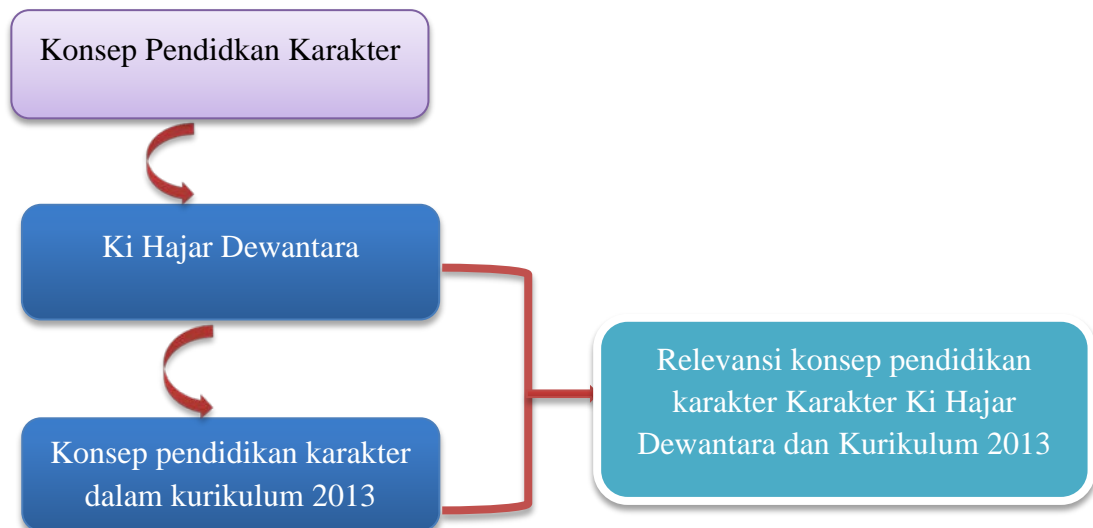 Konsep Pendidkan Karakter
Ki Hajar Dewantara
Konsep pendidikan karakter
dalam kurikulum 2013
Relevansi konsep pendidikan
karakter Karakter Ki Hajar
Dewantara dan Kurikulum 2013